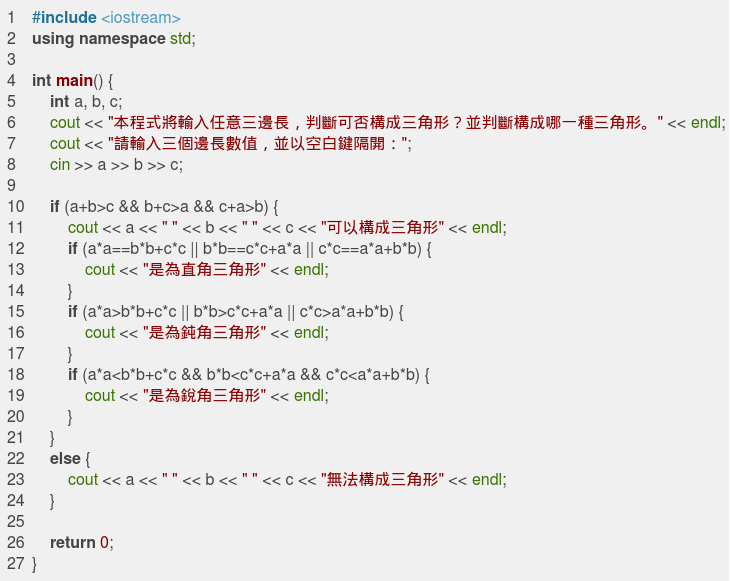 1 #include <iostream>
2 using namespace std;
3
4 int main() {
5     int a, b, c;
6     cout << "本程式將輸入任意三邊長，判斷可否構成三角形？並判斷構成哪一種三角形。" << endl;
7     cout << "請輸入三個邊長數值，並以空白鍵隔開：";
8     cin >> a >> b >> c;
9
10     if (a+b>c && b+c>a && c+a>b) {
11         cout << a << " " << b << " " << c << "可以構成三角形" << endl;
12         if (a*a==b*b+c*c || b*b==c*c+a*a || c*c==a*a+b*b) {
13             cout << "是為直角三角形" << endl;
14         }
15         if (a*a>b*b+c*c || b*b>c*c+a*a || c*c>a*a+b*b) {
16             cout << "是為鈍角三角形" << endl;
17         }
18         if (a*a<b*b+c*c && b*b<c*c+a*a && c*c<a*a+b*b) {
19             cout << "是為銳角三角形" << endl;
20         }
21     }
22     else {
23         cout << a << " " << b << " " << c << "無法構成三角形" << endl;
24     }
25
26     return 0;
27 }